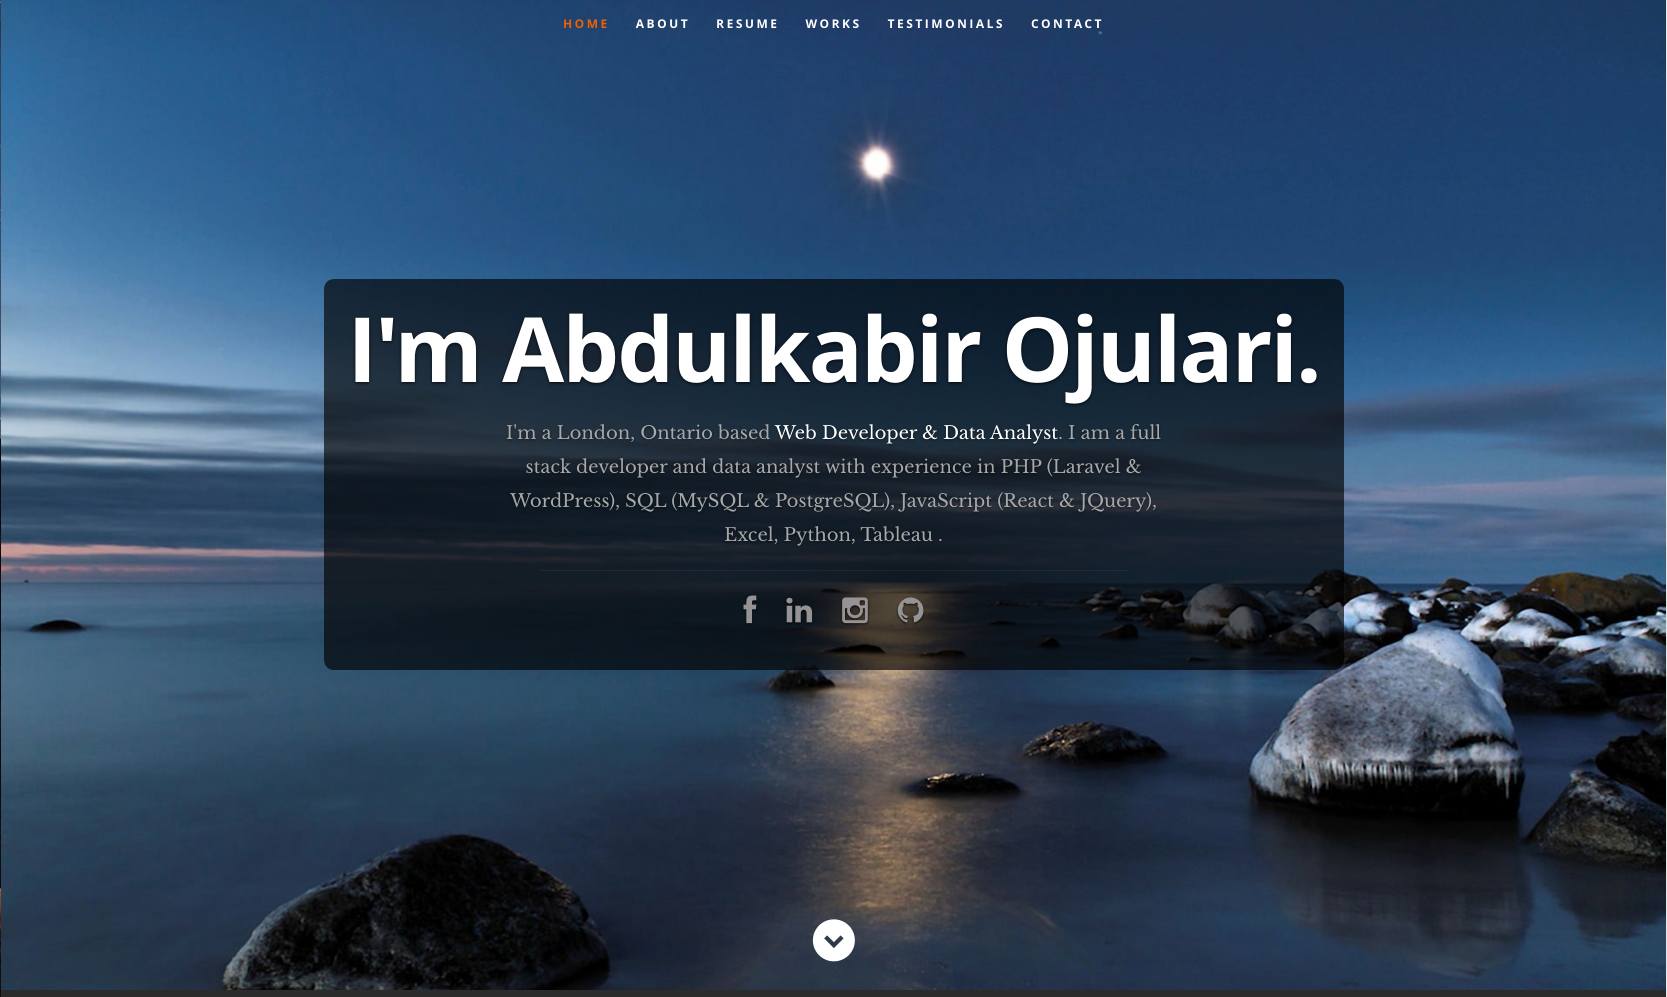 HOME ABOUT RESUME WORKS TESTIMONIALS CONTACT
I'm Abdulkabir Ojulari.
I'm a London, Ontario based Web Developer & Data Analyst. I am a full
stack developer and data analyst with experience in PHP (Laravel &
WordPress), SQL (MySQL & PostgreSQL), JavaScript (React & JQuery),
Excel, Python, Tableau .